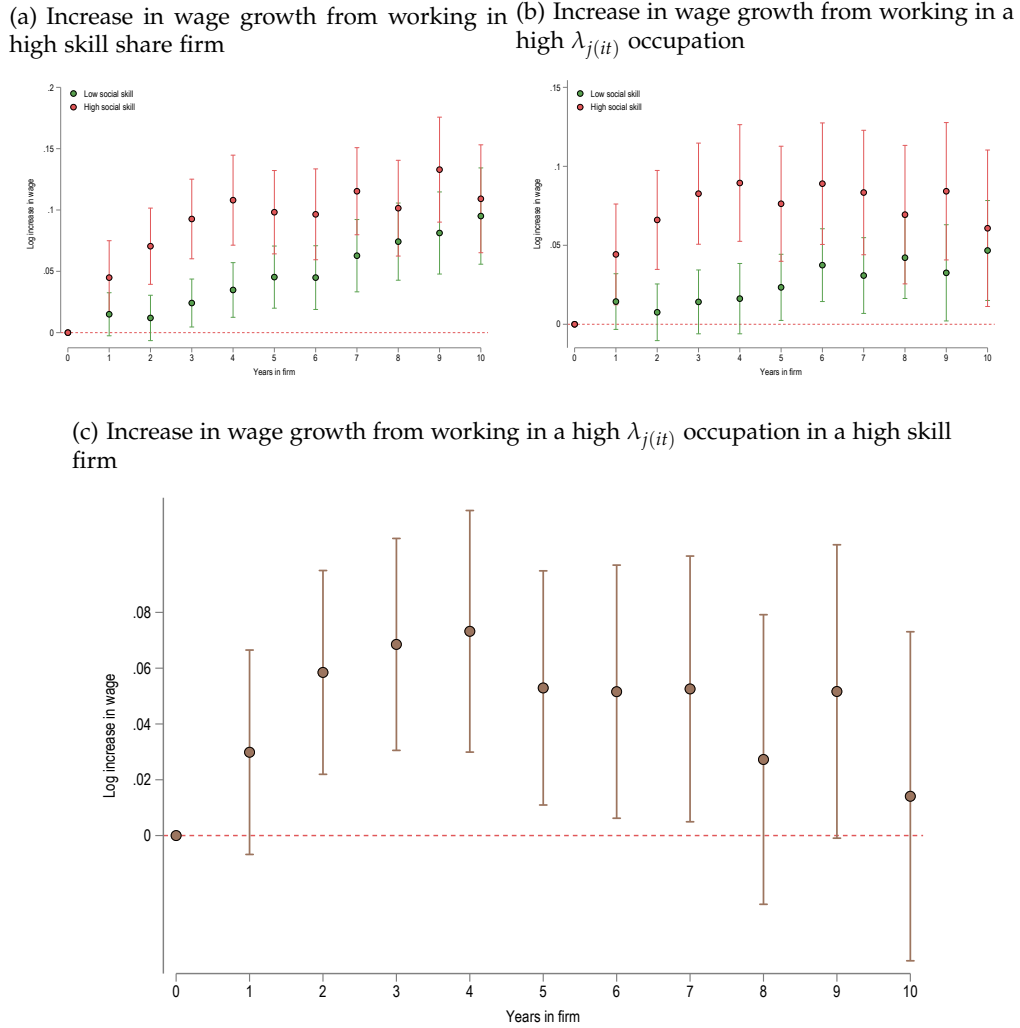 (a) Increase in wage growth from working in
high skill share firm
.2
.15
.1
.05
0
Log increase in wage
Low social skill
High social skill
0 1 2 3 4 5 6 7 8 9 10
Years in firm
(b) Increase in wage growth from working in a
high λj(it) occupation
.15
.1
.05
0
Log increase in wage
Low social skill
High social skill
0 1 2 3 4 5 6 7 8 9 10
Years in firm
(c) Increase in wage growth from working in a high λj(it) occupation in a high skill
firm
.08
.06
.04
.02
0
Log increase in wage
0 1 2 3 4 5 6 7 8 9 10
Years in firm